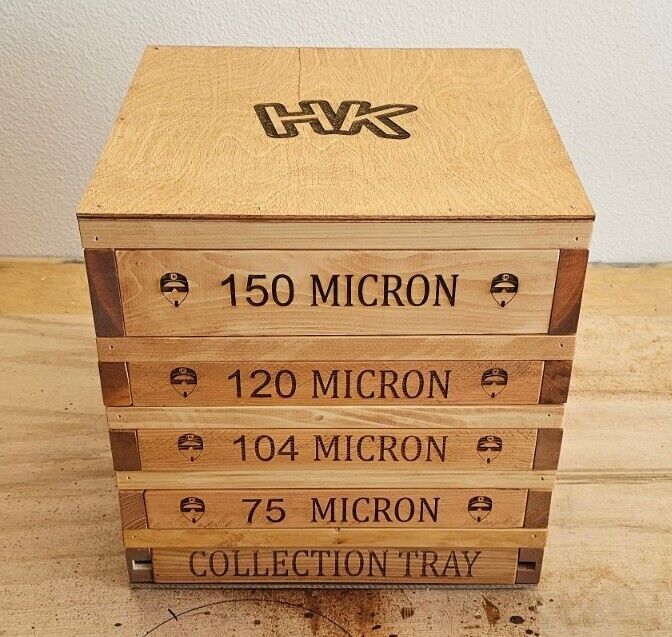 HK
150 MICRON
120 MICRON
104 MICRON
75 MICRON
COLLECTION TRAY